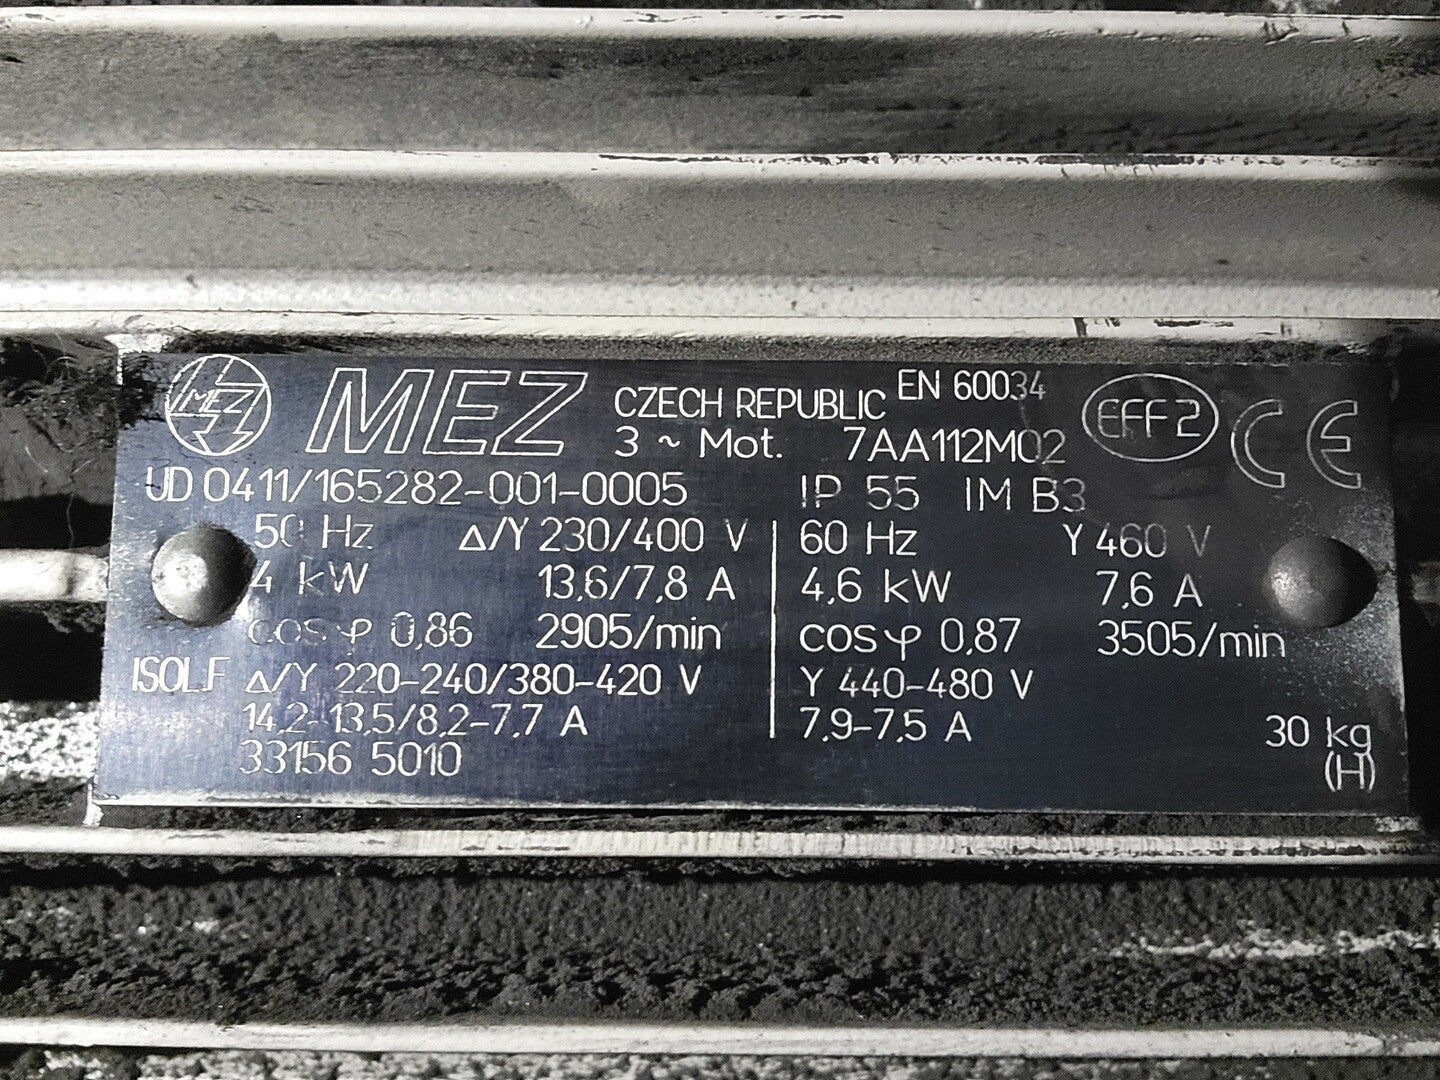 MEZ MEZ CZECH REPUBLIC EN 60034 EFF2 CE
3 ~ Mot. 7AA112M02
UD 0411/165282-001-0005 IP 55 IM B3
50 Hz Δ/Y 230/400 V 60 Hz Y 460 V
4 kW 13,6/7,8 A 4,6 kW 7,6 A
cos φ 0,86 2905/min cos φ 0,87 3505/min
ISOL.F Δ/Y 220-240/380-420 V Y 440-480 V
14,2-13,5/8,2-7,7 A 7,9-7,5 A 30 kg
33156 5010 (H)